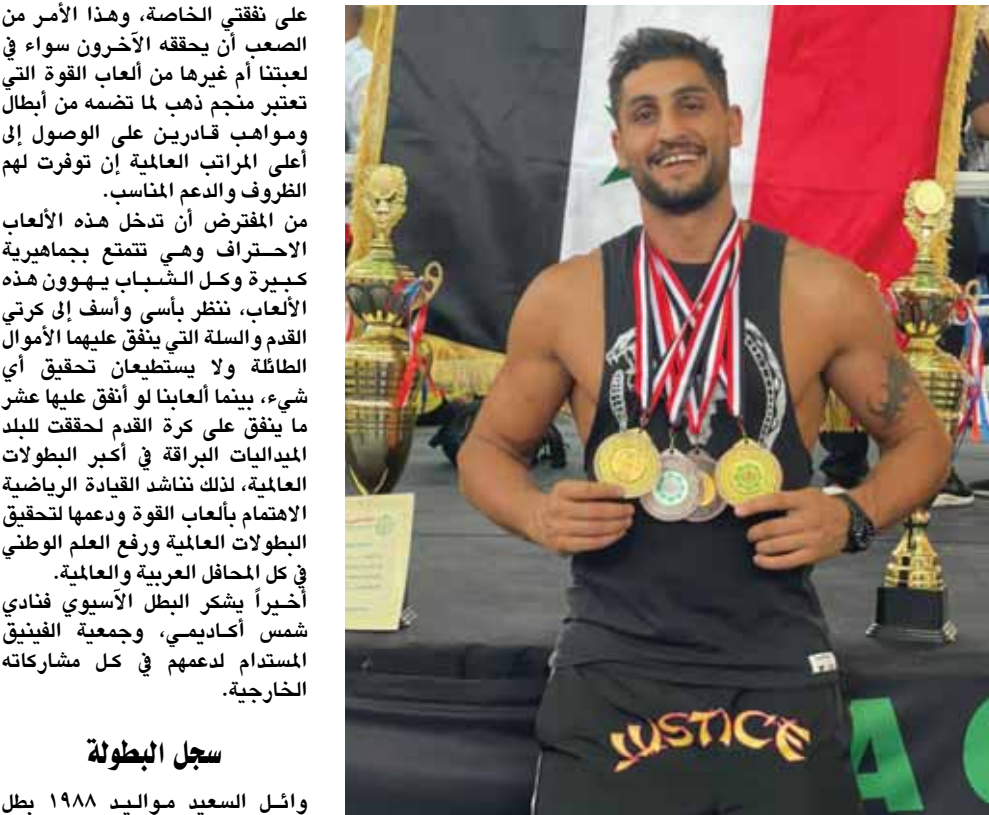 على نفقتي الخاصة، وهذا الأمر من
الصعب أن يحققه الآخرون سواء في
لعبتنا أم غيرها من ألعاب القوة التي
تعتبر منجم ذهب لما تضمه من أبطال
ومواهب قادرين على الوصول إلى
أعلى المراتب العالمية إن توفرت لهم
الظروف والدعم المناسب.
من المفترض أن تدخل هذه الألعاب
الاحتراف وهي تتمتع بجماهيرية
كبيرة وكل الشباب يهوون هذه
الألعاب، ننظر بأسى وأسف إلى كرتي
القدم والسلة التي ينفق عليهما الأموال
الطائلة ولا يستطيعان تحقيق أي
شيء، بينما ألعابنا لو أنفق عليها عشر
ما ينفق على كرة القدم لحققت للبلد
الميداليات البراقة في أكبر البطولات
العالمية، لذلك نناشد القيادة الرياضية
الاهتمام بألعاب القوة ودعمها لتحقيق
البطولات العالمية ورفع العلم الوطني
في كل المحافل العربية والعالمية.
أخيراً يشكر البطل الآسيوي فنادي
شمس أكاديمي، وجمعية الفينيق
المستدام لدعمهم في كل مشاركاته
الخارجية.
سجل البطولة
وائل السعيد مواليد ١٩٨٨ بطل
JUSTICE
A